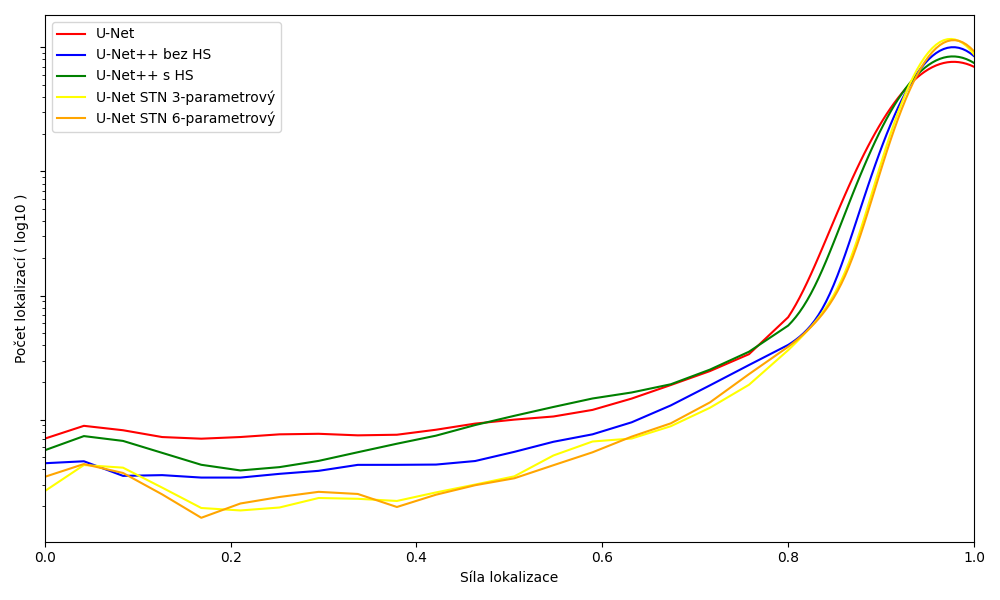 U-Net
U-Net++ bez HS
U-Net++ s HS
U-Net STN 3-parametrový
U-Net STN 6-parametrový
Počet lokalizací ( log10 )
0.0 0.2 0.4 0.6 0.8 1.0
Síla lokalizace